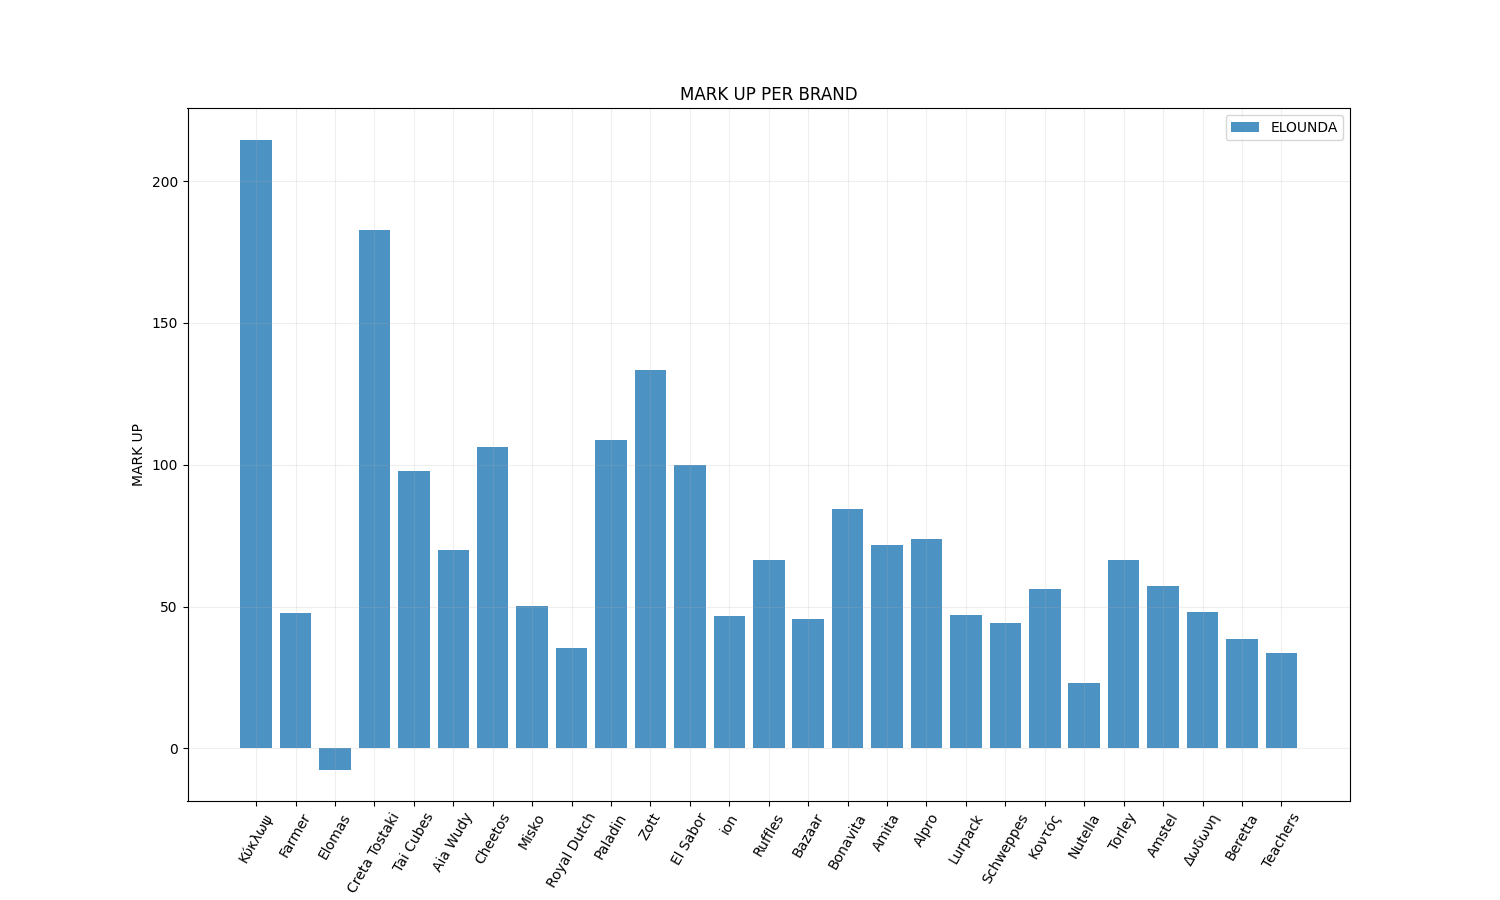 MARK UP PER BRAND
ELOUNDA
MARK UP
200
150
100
50
0
Κύκλωψ
Farmer
Elomas
Creta Tostaki
Tai Cubes
Aia Wudy
Cheetos
Misko
Royal Dutch
Paladin
Zott
El Sabor
ion
Ruffles
Bazaar
Bonavita
Amita
Alpro
Lurpack
Schweppes
Κοντός
Nutella
Torley
Amstel
Δωδωνη
Beretta
Teachers